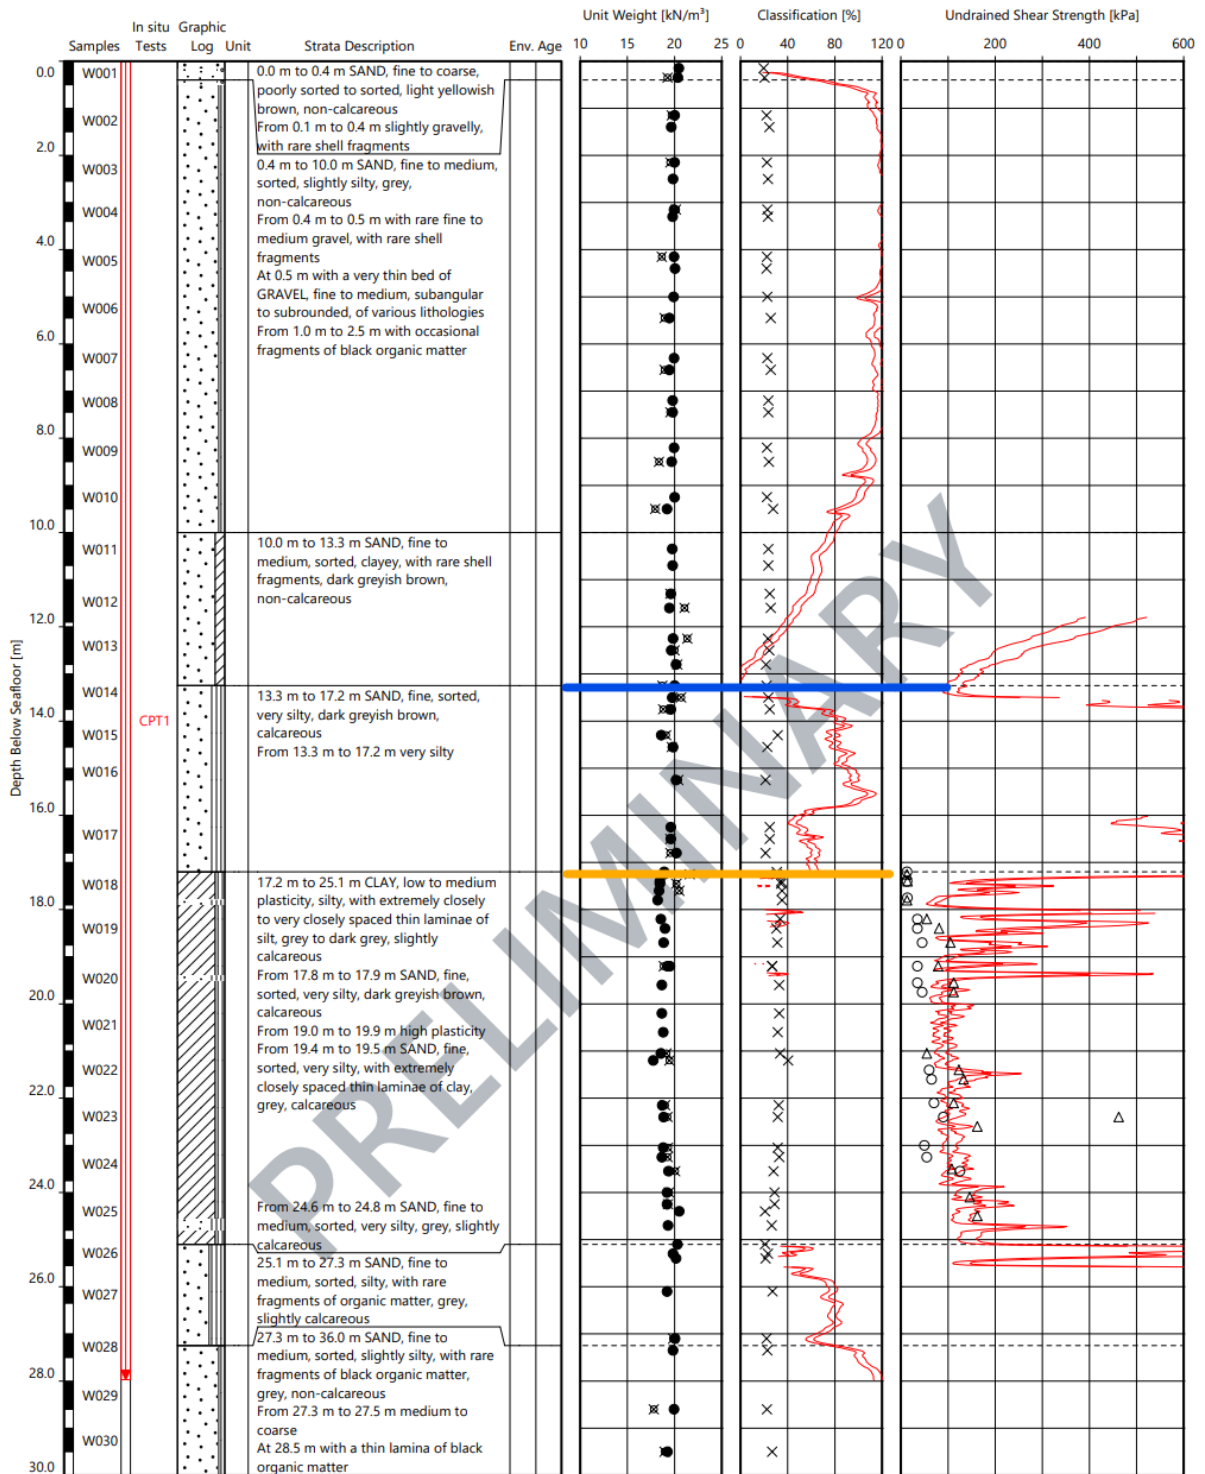 Unit Weight [kN/m³] Classification [%] Undrained Shear Strength [kPa]
In situ Graphic
Samples Tests Log Unit Strata Description Env. Age
10 15 20 25 0 40 80 120 0 200 400 600
Depth Below Seafloor [m]
0.0
2.0
4.0
6.0
8.0
10.0
12.0
14.0
16.0
18.0
20.0
22.0
24.0
26.0
28.0
30.0
W001
W002
W003
W004
W005
W006
W007
W008
W009
W010
W011
W012
W013
W014
W015
W016
W017
W018
W019
W020
W021
W022
W023
W024
W025
W026
W027
W028
W029
W030
CPT1
0.0 m to 0.4 m SAND, fine to coarse,
poorly sorted to sorted, light yellowish
brown, non-calcareous
From 0.1 m to 0.4 m slightly gravelly,
with rare shell fragments
0.4 m to 10.0 m SAND, fine to medium,
sorted, slightly silty, grey,
non-calcareous
From 0.4 m to 0.5 m with rare fine to
medium gravel, with rare shell
fragments
At 0.5 m with a very thin bed of
GRAVEL, fine to medium, subangular
to subrounded, of various lithologies
From 1.0 m to 2.5 m with occasional
fragments of black organic matter
10.0 m to 13.3 m SAND, fine to
medium, sorted, clayey, with rare shell
fragments, dark greyish brown,
non-calcareous
13.3 m to 17.2 m SAND, fine, sorted,
very silty, dark greyish brown,
calcareous
From 13.3 m to 17.2 m very silty
17.2 m to 25.1 m CLAY, low to medium
plasticity, silty, with extremely closely
to very closely spaced thin laminae of
silt, grey to dark grey, slightly
calcareous
From 17.8 m to 17.9 m SAND, fine,
sorted, very silty, dark greyish brown,
calcareous
From 19.0 m to 19.9 m high plasticity
From 19.4 m to 19.5 m SAND, fine,
sorted, very silty, with extremely
closely spaced thin laminae of clay,
grey, calcareous
From 24.6 m to 24.8 m SAND, fine to
medium, sorted, very silty, grey, slightly
calcareous
25.1 m to 27.3 m SAND, fine to
medium, sorted, silty, with rare
fragments of organic matter, grey,
slightly calcareous
27.3 m to 36.0 m SAND, fine to
medium, sorted, slightly silty, with rare
fragments of black organic matter,
grey, non-calcareous
From 27.3 m to 27.5 m medium to
coarse
At 28.5 m with a thin lamina of black
organic matter
PRELIMINARY